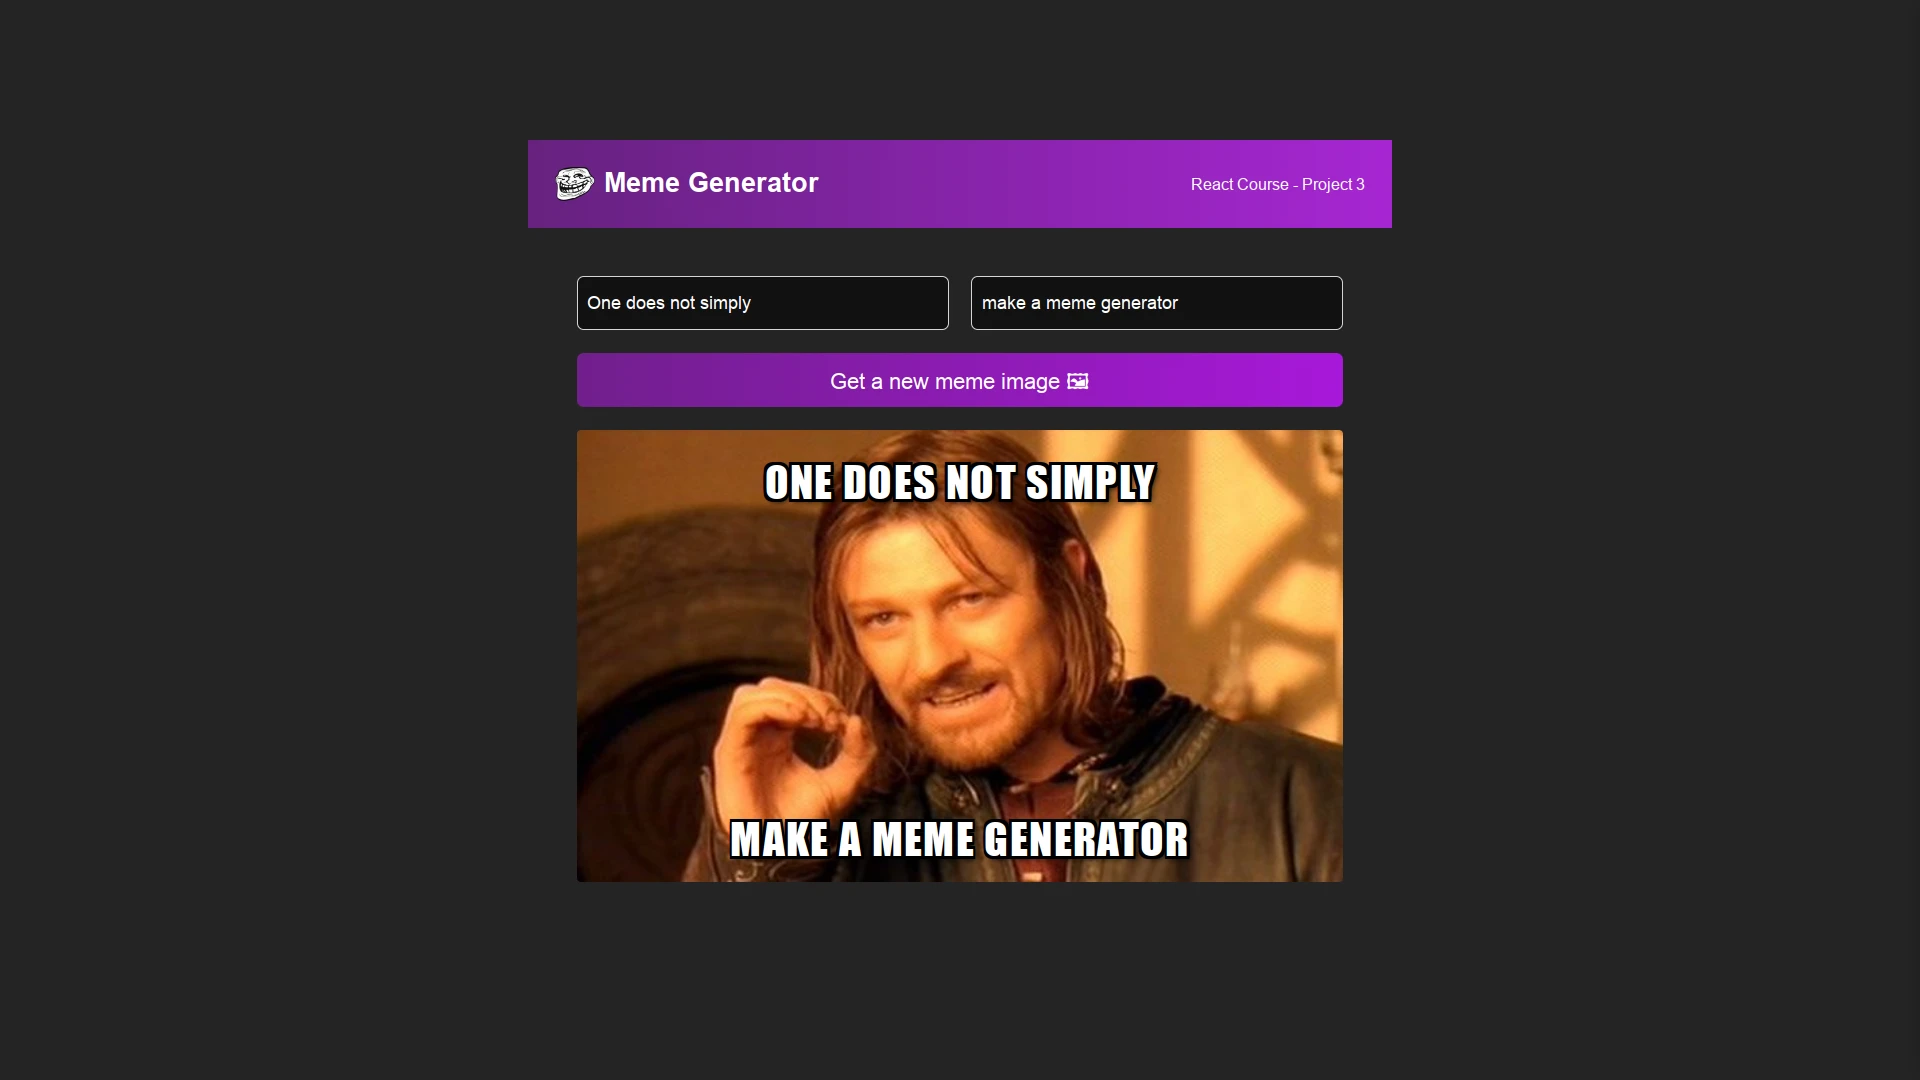 Meme Generator
React Course - Project 3
One does not simply
make a meme generator
Get a new meme image 🖼
ONE DOES NOT SIMPLY
MAKE A MEME GENERATOR